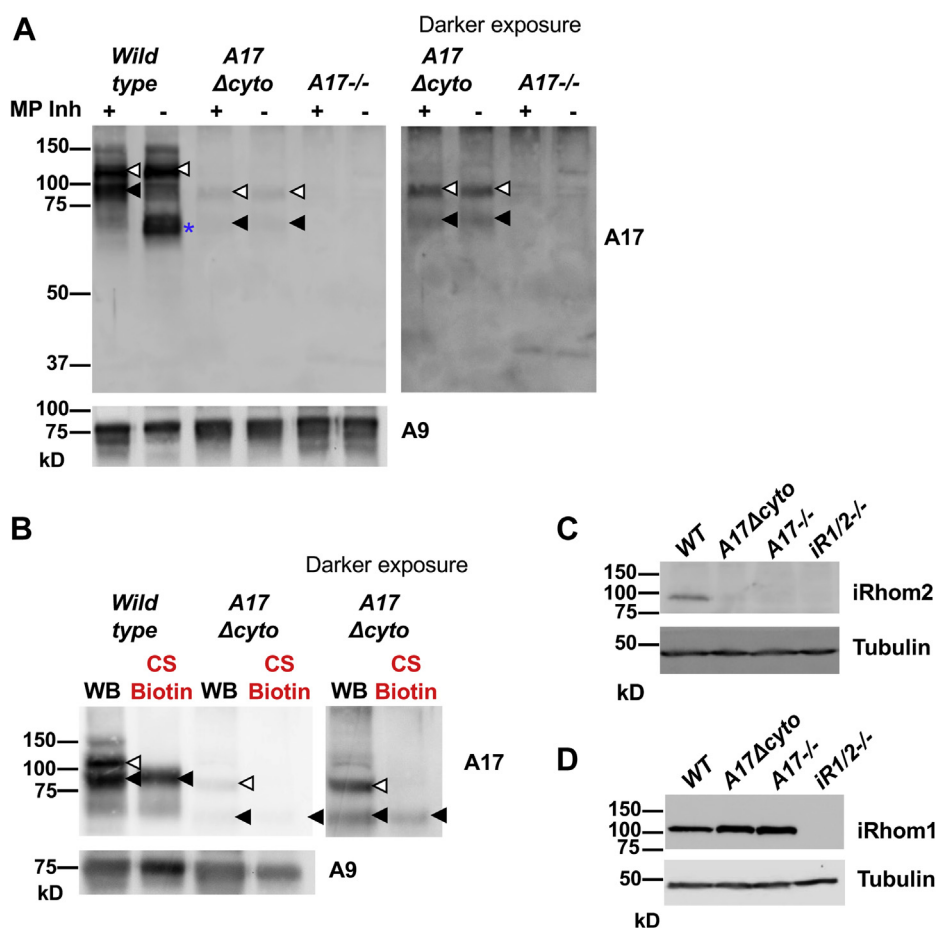 A
Darker exposure
Wild type
A17 Δcyto
A17-/-
A17 Δcyto
A17-/-
MP Inh + - + - + - + - + -
150
100
75
50
37
A17
100
75
kD
A9
B
Darker exposure
Wild type
A17 Δcyto
A17 Δcyto
WB CS Biotin WB CS Biotin WB CS Biotin
150
100
75
A17
*
75
kD
A9
C
WT A17Δcyto A17-/- iR1/2-/-
150
100
75
iRhom2
50
Tubulin
kD
D
WT A17Δcyto A17-/- iR1/2-/-
150
100
75
iRhom1
50
Tubulin
kD